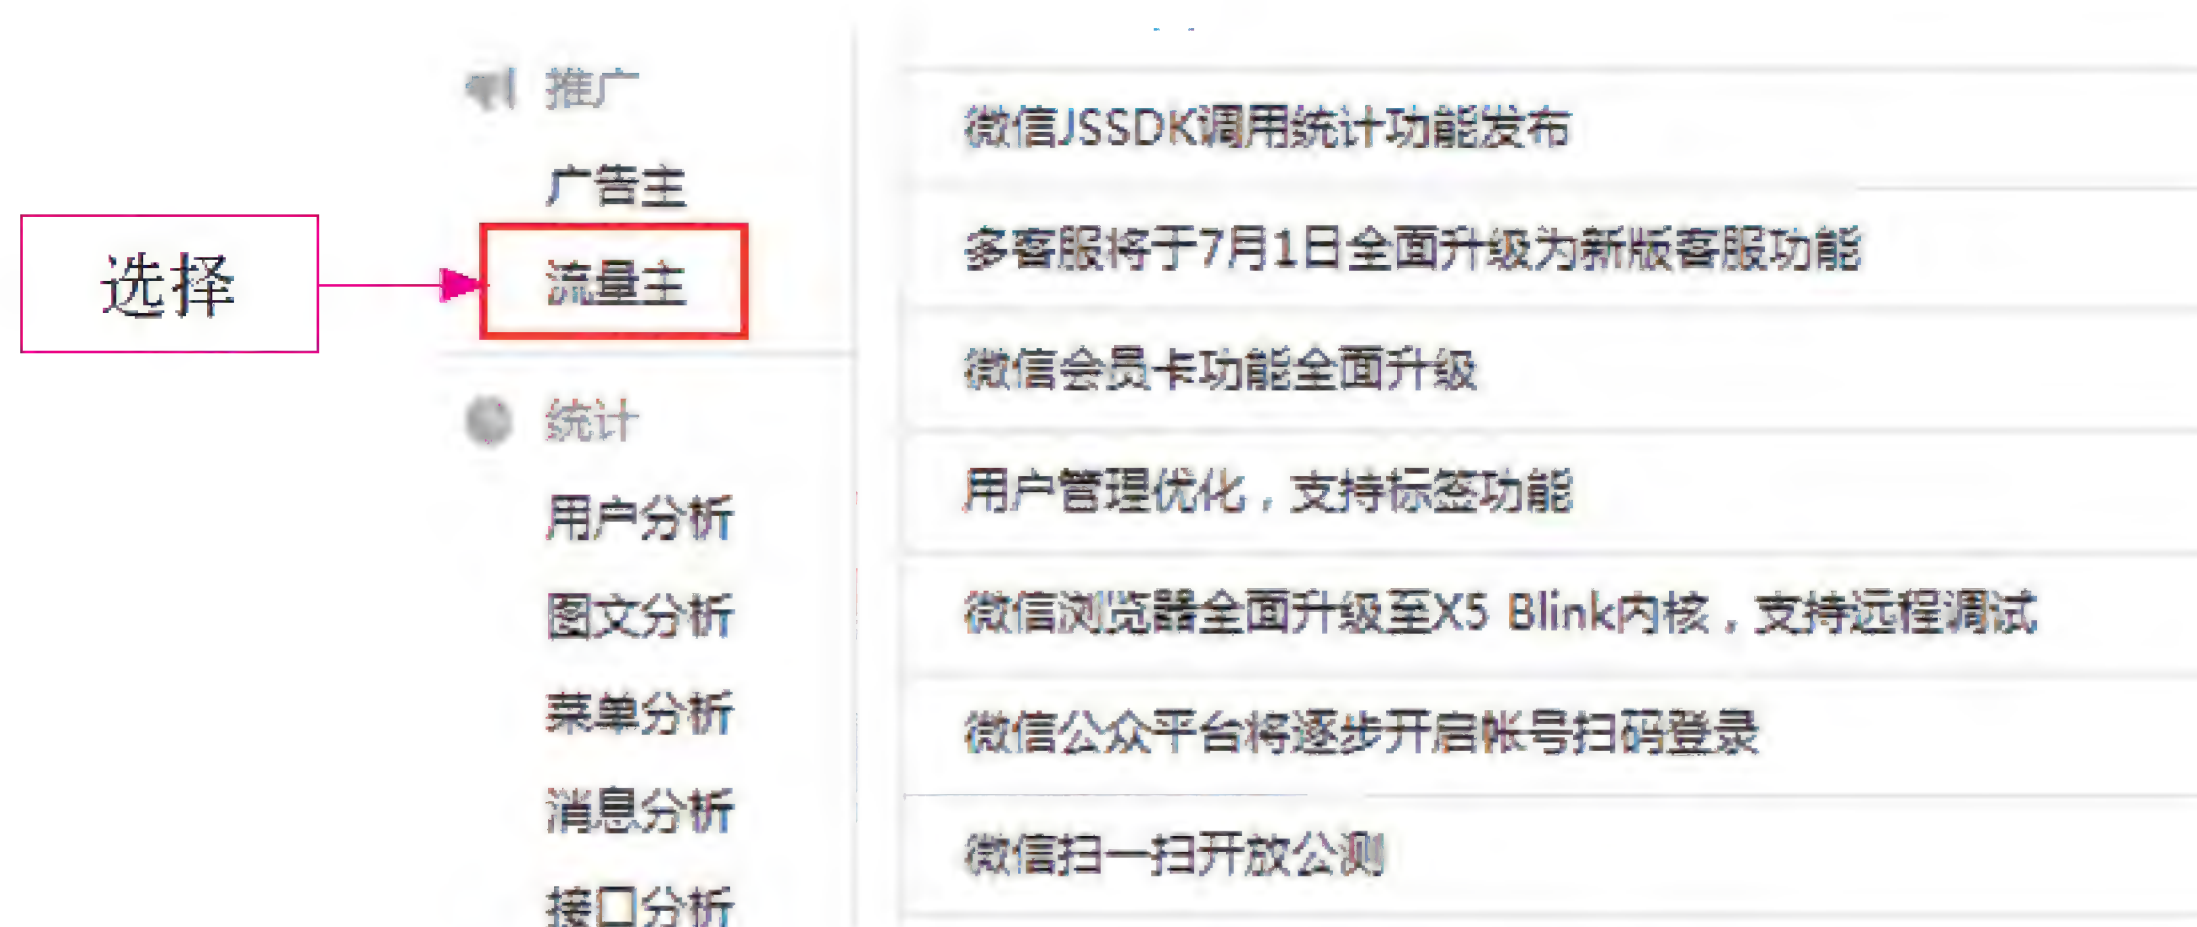 选择
推广
广告主
流量主
统计
用户分析
图文分析
菜单分析
消息分析
接口分析
微信JSSDK调用统计功能发布
多客服将于7月1日全面升级为新版客服功能
微信会员卡功能全面升级
用户管理优化，支持标签功能
微信浏览器全面升级至X5 Blink内核，支持远程调试
微信公众平台将逐步开启帐号扫码登录
微信扫一扫开放公测